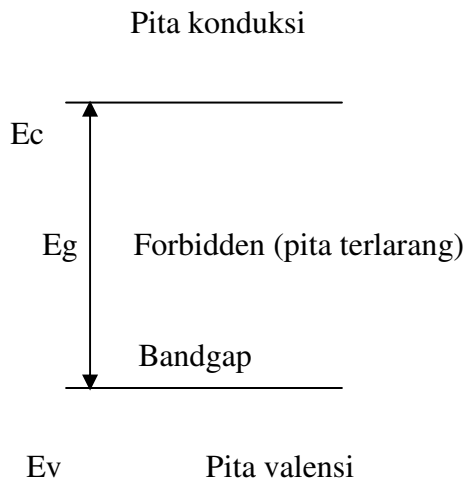 Pita konduksi
Ec
Eg Forbidden (pita terlarang)
Bandgap
Ev Pita valensi